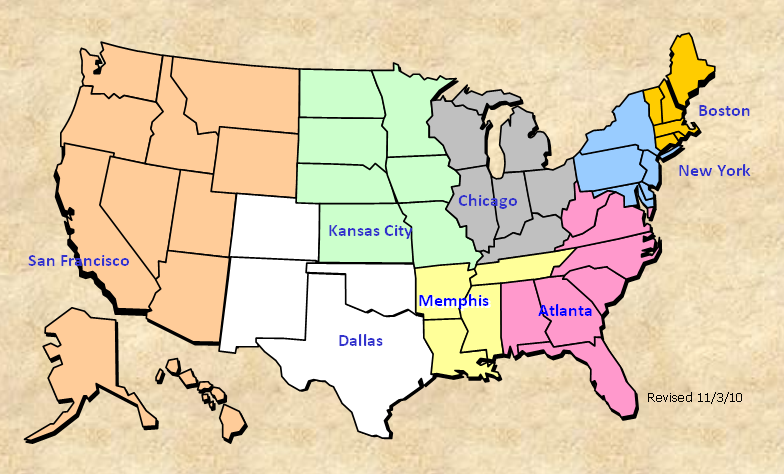 Boston
New York
Chicago
Kansas City
San Francisco
Memphis
Atlanta
Dallas
Revised 11/3/10